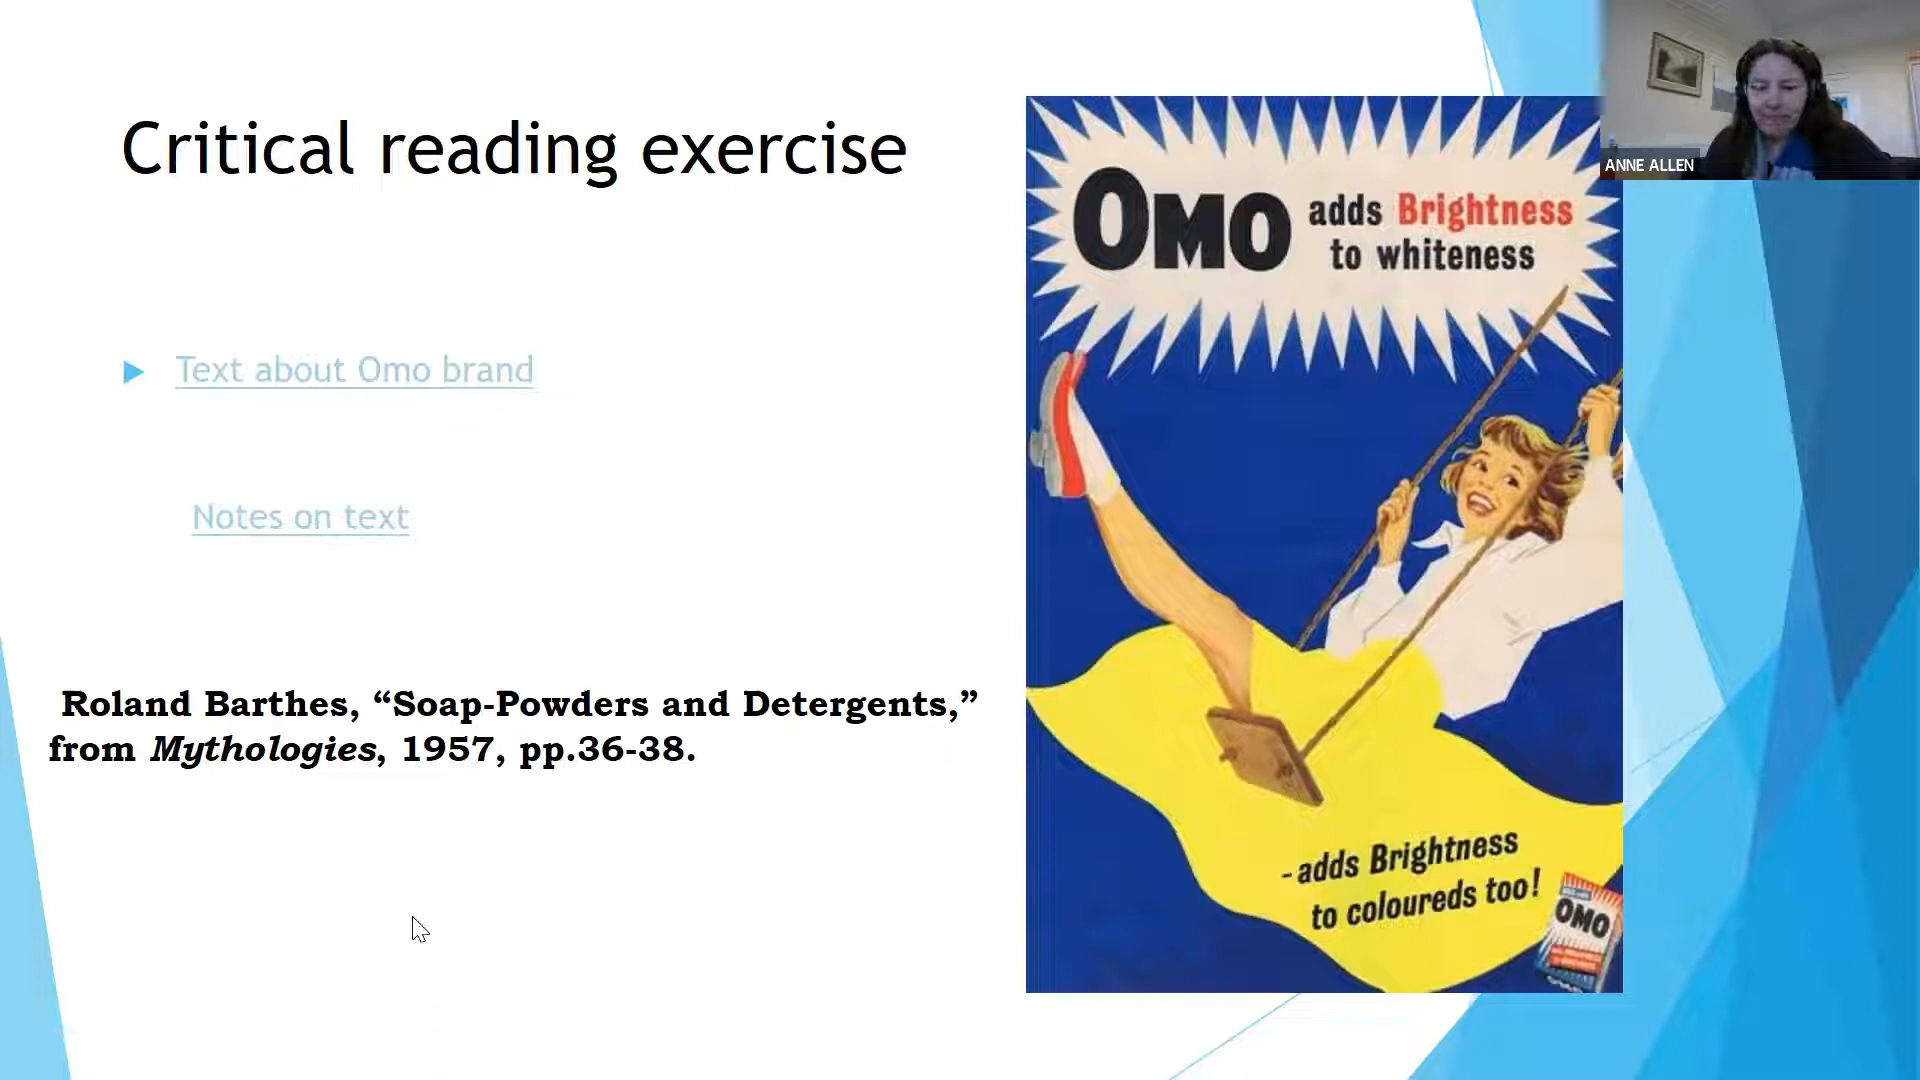 Critical reading exercise
Text about Omo brand
Notes on text
Roland Barthes, “Soap-Powders and Detergents,”
from Mythologies, 1957, pp.36-38.
OMO adds Brightness
to whiteness
- adds Brightness
to coloureds too!
OMO
ANNE ALLEN